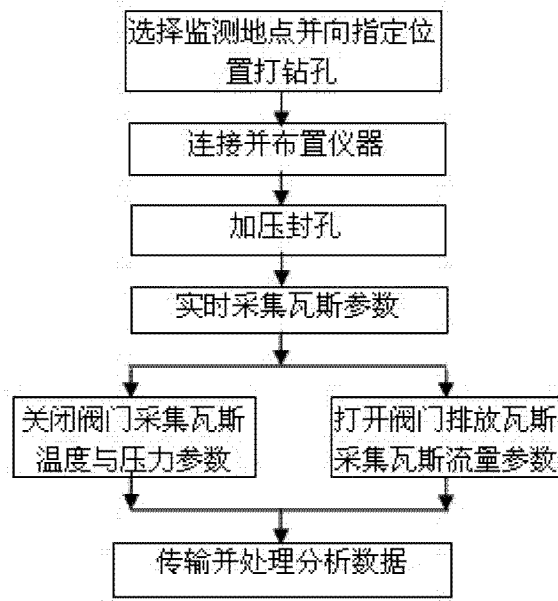 选择监测地点并向指定位
置打钻孔
连接并布置仪器
加压封孔
实时采集瓦斯参数
关闭阀门采集瓦斯
温度与压力参数
打开阀门排放瓦斯
采集瓦斯流量参数
传输并处理分析数据